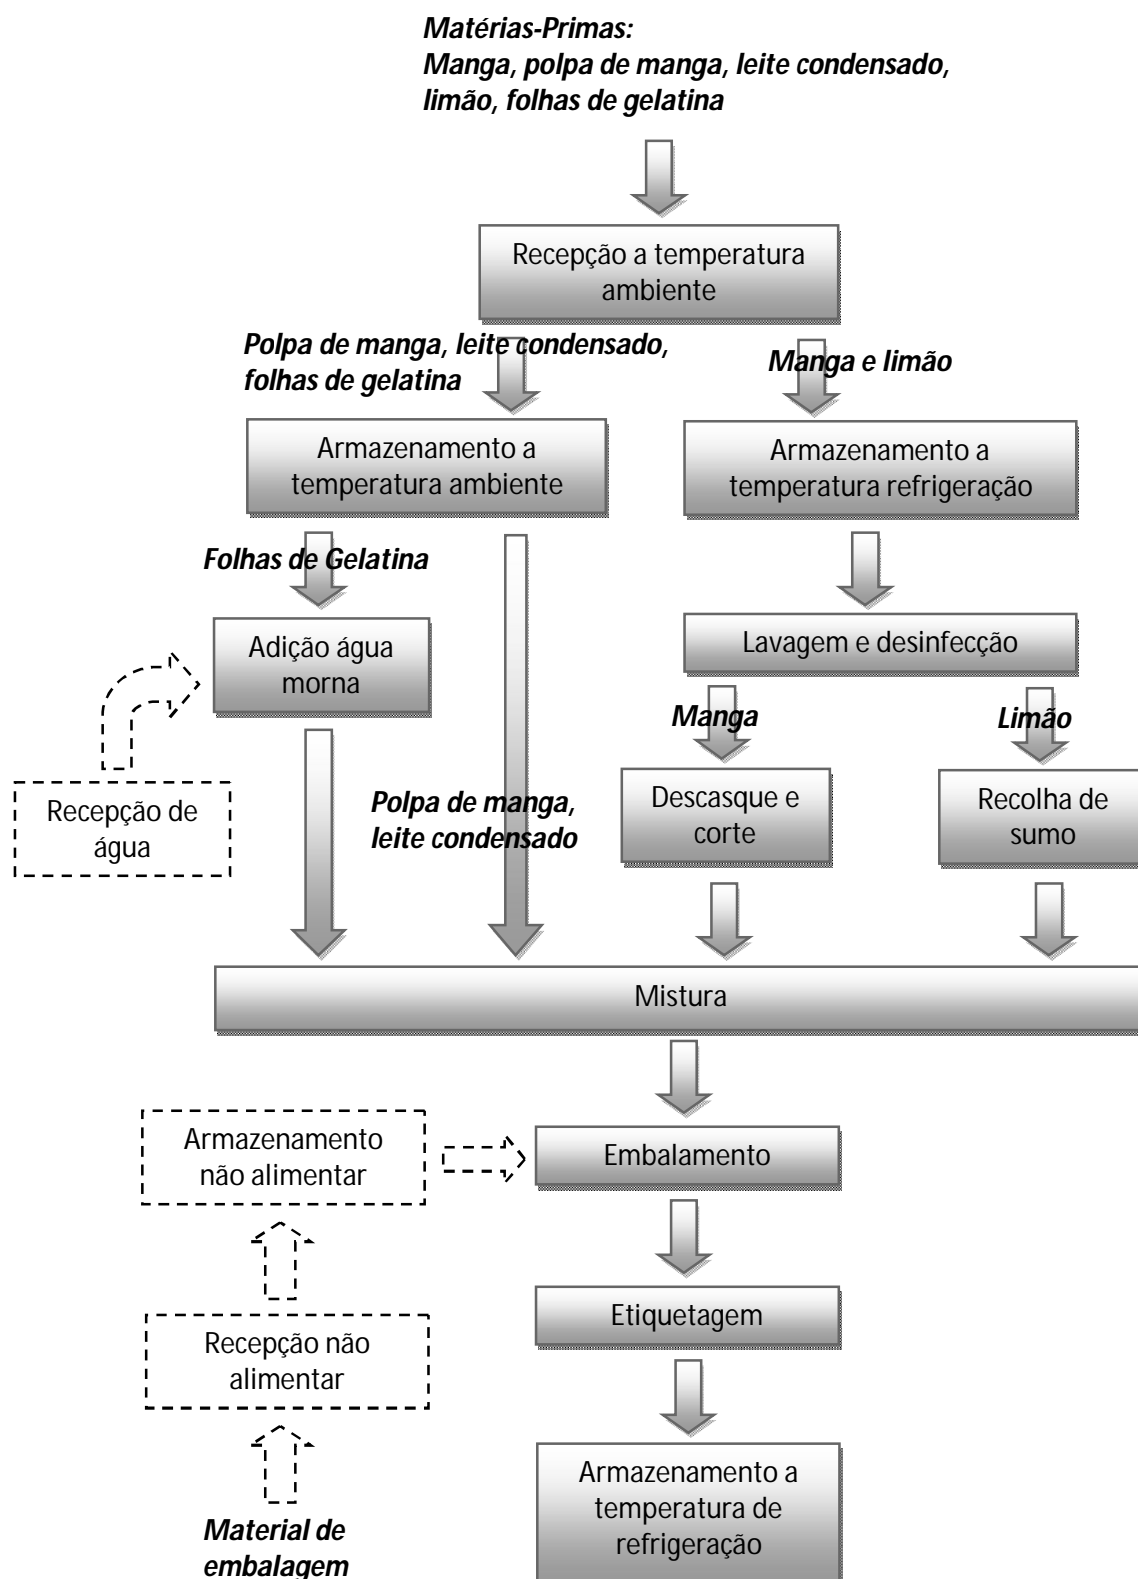 Matérias-Primas:
Manga, polpa de manga, leite condensado,
limão, folhas de gelatina
Recepção a temperatura
ambiente
Polpa de manga, leite condensado,
folhas de gelatina
Manga e limão
Armazenamento a
temperatura ambiente
Armazenamento a
temperatura refrigeração
Folhas de Gelatina
Adição água
morna
Lavagem e desinfecção
Manga
Limão
Recepção de
água
Polpa de manga,
leite condensado
Descasque e
corte
Recolha de
sumo
Mistura
Armazenamento
não alimentar
Embalamento
Etiquetagem
Recepção não
alimentar
Armazenamento a
temperatura de
refrigeração
Material de
embalagem